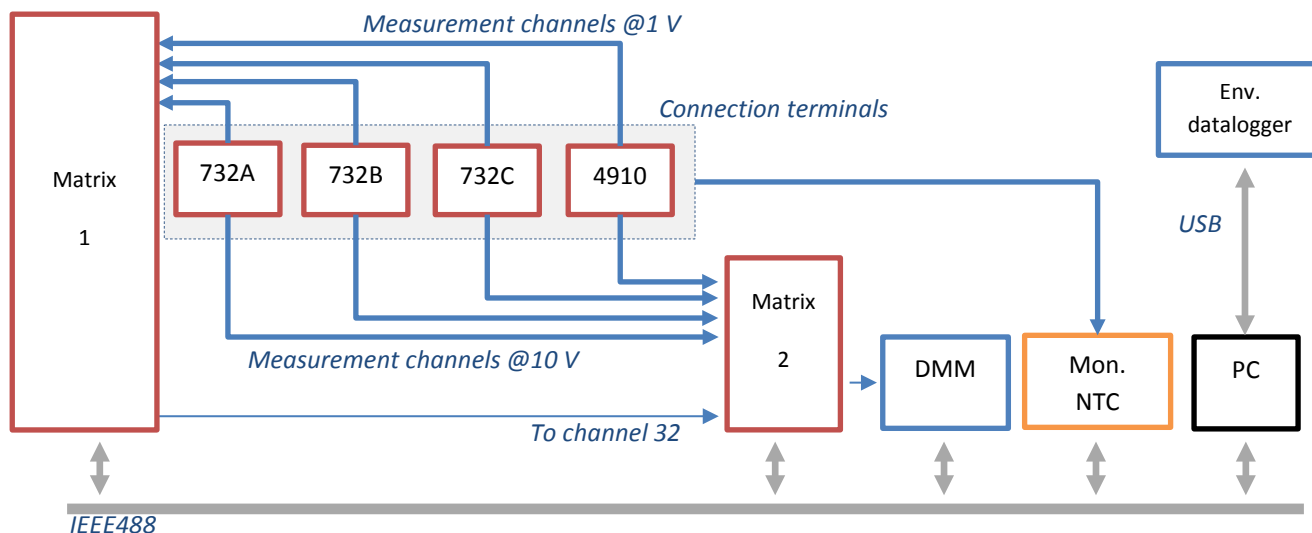 Measurement channels @1 V
Connection terminals
Env.
datalogger
Matrix
1
732A
732B
732C
4910
USB
Matrix
2
Measurement channels @10 V
DMM
Mon.
NTC
PC
To channel 32
IEEE488